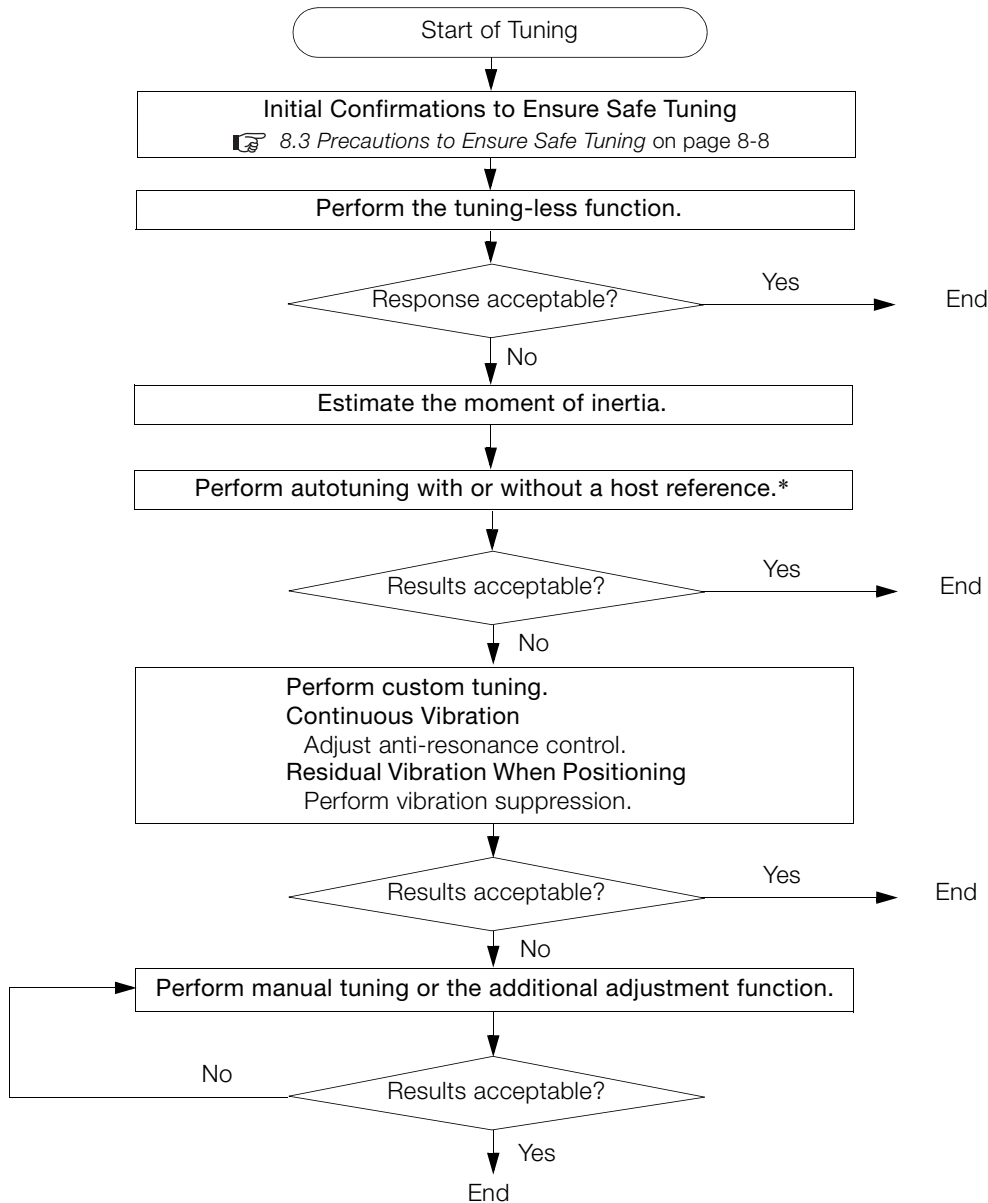 Start of Tuning
Initial Confirmations to Ensure Safe Tuning
8.3 Precautions to Ensure Safe Tuning on page 8-8
Perform the tuning-less function.
Response acceptable?
Yes
End
No
Estimate the moment of inertia.
Perform autotuning with or without a host reference.*
Results acceptable?
Yes
End
No
Perform custom tuning.
Continuous Vibration
Adjust anti-resonance control.
Residual Vibration When Positioning
Perform vibration suppression.
Results acceptable?
Yes
End
No
Perform manual tuning or the additional adjustment function.
No
Results acceptable?
Yes
End